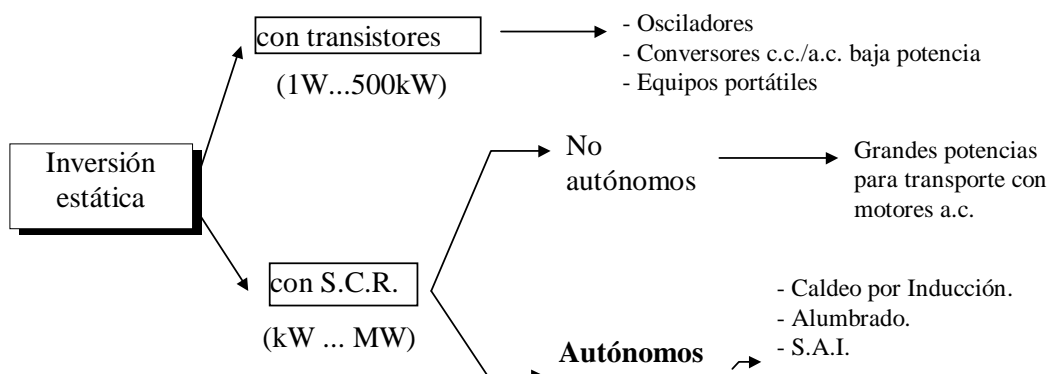 con transistores
(1W...500kW)
- Osciladores
- Conversores c.c./a.c. baja potencia
- Equipos portátiles
Inversión
estática
No
autónomos
Grandes potencias
para transporte con
motores a.c.
con S.C.R.
(kW ... MW)
Autónomos
- Caldeo por Inducción.
- Alumbrado.
- S.A.I.